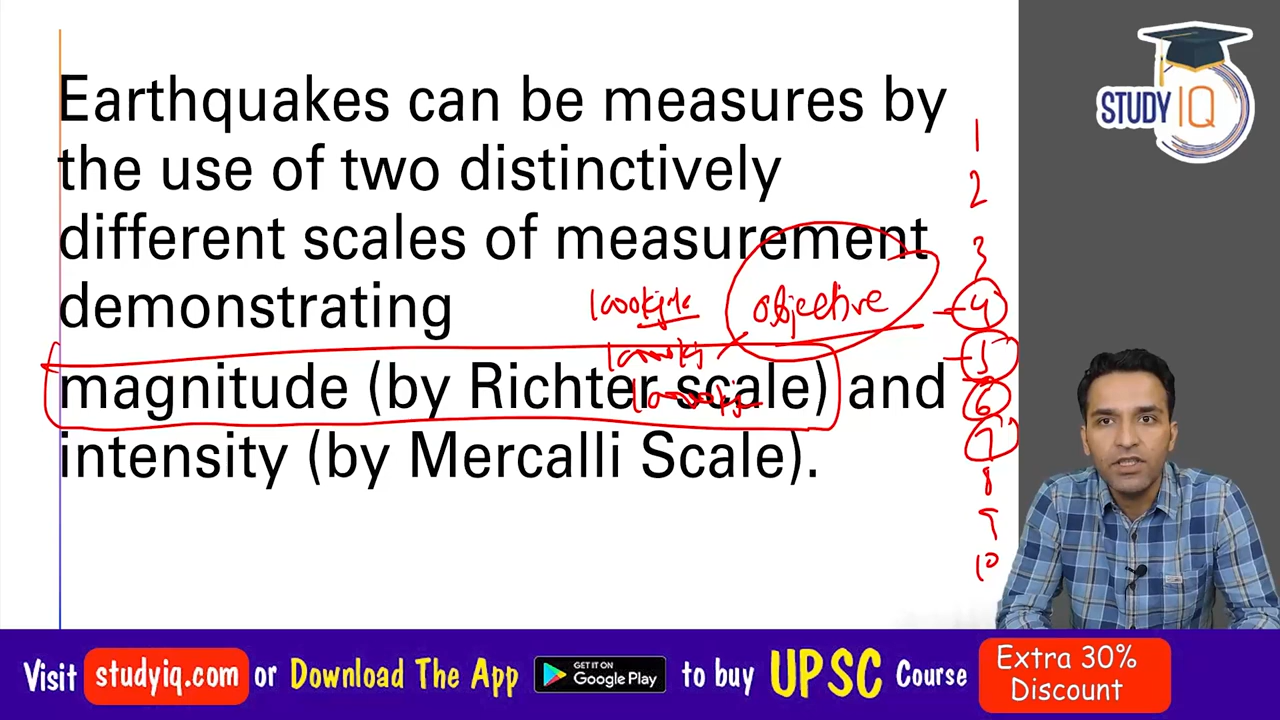 Earthquakes can be measures by
the use of two distinctively
different scales of measurement
demonstrating
magnitude (by Richter scale) and
intensity (by Mercalli Scale).
objective
1
2
3
4
5
6
7
8
9
10
STUDY IQ
Visit studyiq.com or Download The App GET IT ON Google Play to buy UPSC Course
Extra 30%
Discount